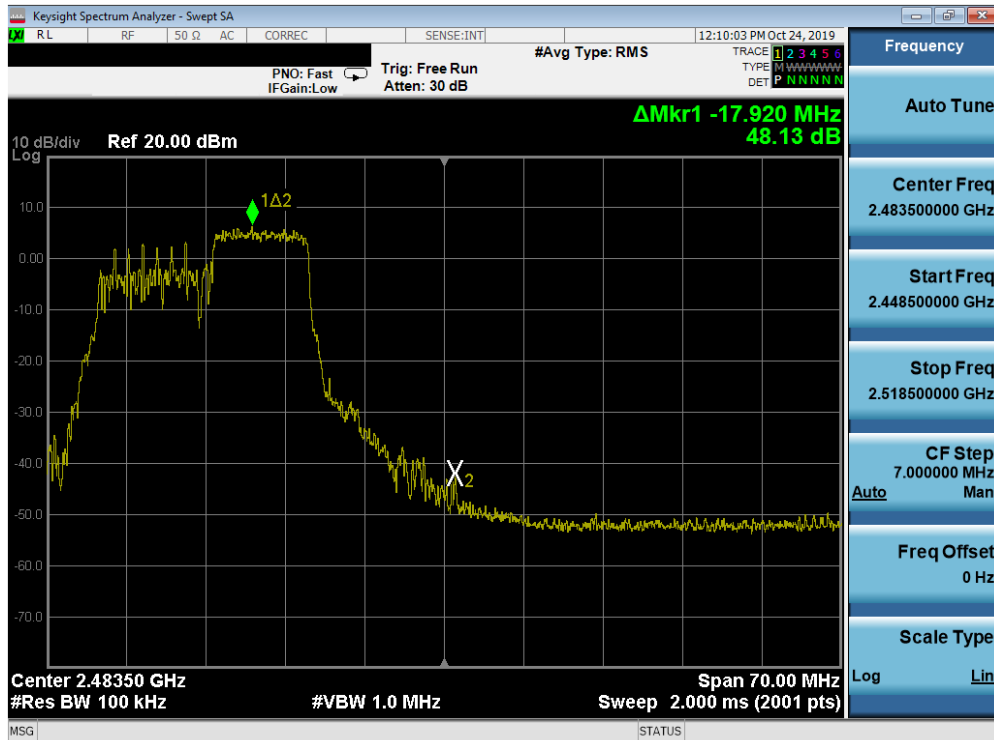 Keysight Spectrum Analyzer - Swept SA
LXI RL RF 50 Ω AC CORREC SENSE:INT 12:10:03 PM Oct 24, 2019
Frequency
#Avg Type: RMS
TRACE 1 2 3 4 5 6
PNO: Fast Trig: Free Run
TYPE M WWWWW
IFGain:Low Atten: 30 dB
DET P N N N N N
Auto Tune
ΔMkr1 -17.920 MHz
48.13 dB
10 dB/div Ref 20.00 dBm
Log
1Δ2
10.0
0.00
-10.0
-20.0
-30.0
-40.0
X2
-50.0
-60.0
-70.0
Center Freq
2.483500000 GHz
Start Freq
2.448500000 GHz
Stop Freq
2.518500000 GHz
CF Step
7.000000 MHz
Auto Man
Freq Offset
0 Hz
Scale Type
Log Lin
Center 2.48350 GHz Span 70.00 MHz
#Res BW 100 kHz #VBW 1.0 MHz Sweep 2.000 ms (2001 pts)
MSG STATUS